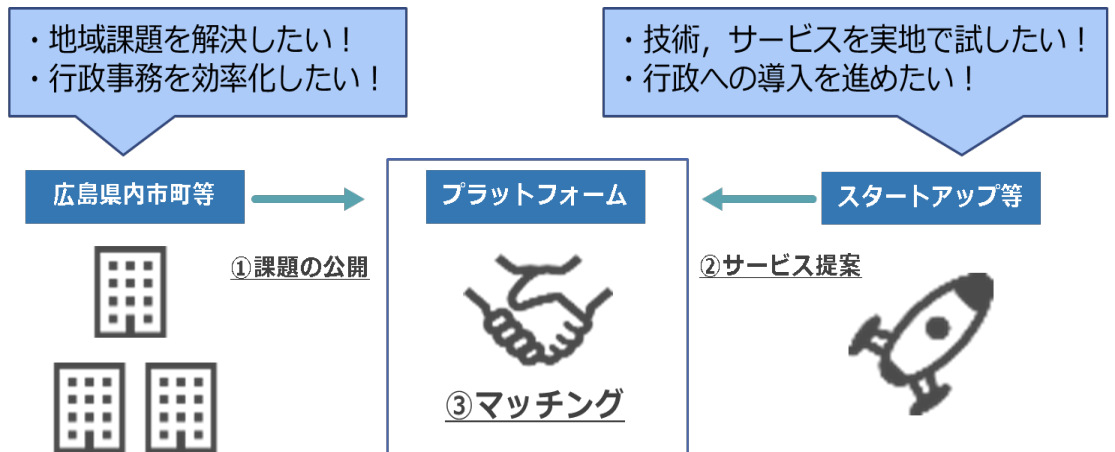 ・地域課題を解決したい！
・行政事務を効率化したい！
・技術，サービスを実地で試したい！
・行政への導入を進めたい！
広島県内市町等
プラットフォーム
スタートアップ等
①課題の公開
②サービス提案
③マッチング